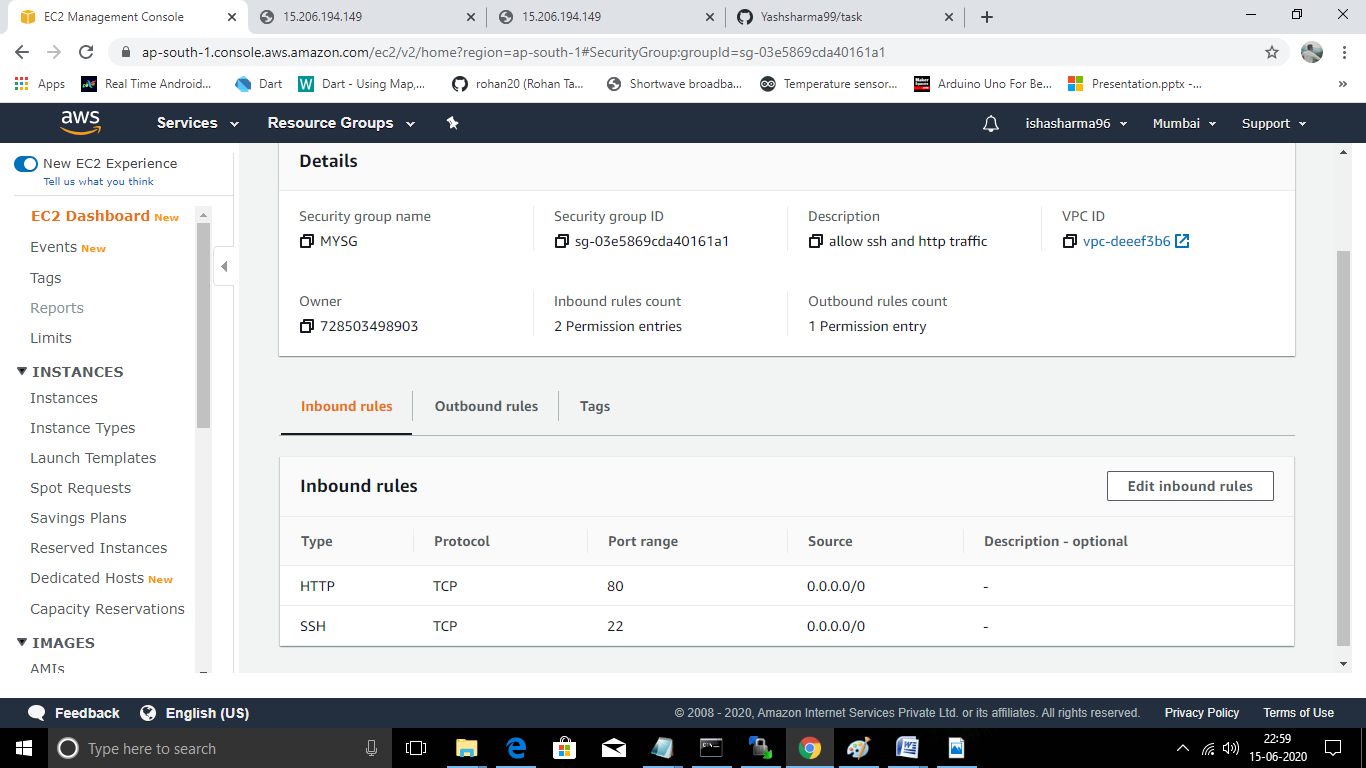 EC2 Management Console
15.206.194.149
15.206.194.149
Yashsharma99/task
ap-south-1.console.aws.amazon.com/ec2/v2/home?region=ap-south-1#SecurityGroup:groupId=sg-03e5869cda40161a1
Apps Real Time Android... Dart Dart - Using Map,... rohan20 (Rohan Ta... Shortwave broadba... Temperature sensor... Arduino Uno For Be... Presentation.pptx -... »
aws Services Resource Groups ishasharma96 Mumbai Support
New EC2 Experience
Tell us what you think
EC2 Dashboard New
Events New
Tags
Reports
Limits
INSTANCES
Instances
Instance Types
Launch Templates
Spot Requests
Savings Plans
Reserved Instances
Dedicated Hosts New
Capacity Reservations
IMAGES
AMIs
Details
Security group name Security group ID Description VPC ID
MYSG sg-03e5869cda40161a1 allow ssh and http traffic vpc-deeef3b6
Owner Inbound rules count Outbound rules count
728503498903 2 Permission entries 1 Permission entry
Inbound rules Outbound rules Tags
Inbound rules Edit inbound rules
Type Protocol Port range Source Description - optional
HTTP TCP 80 0.0.0.0/0 -
SSH TCP 22 0.0.0.0/0 -
Feedback English (US) © 2008 - 2020, Amazon Internet Services Private Ltd. or its affiliates. All rights reserved. Privacy Policy Terms of Use
Type here to search
22:59
15-06-2020